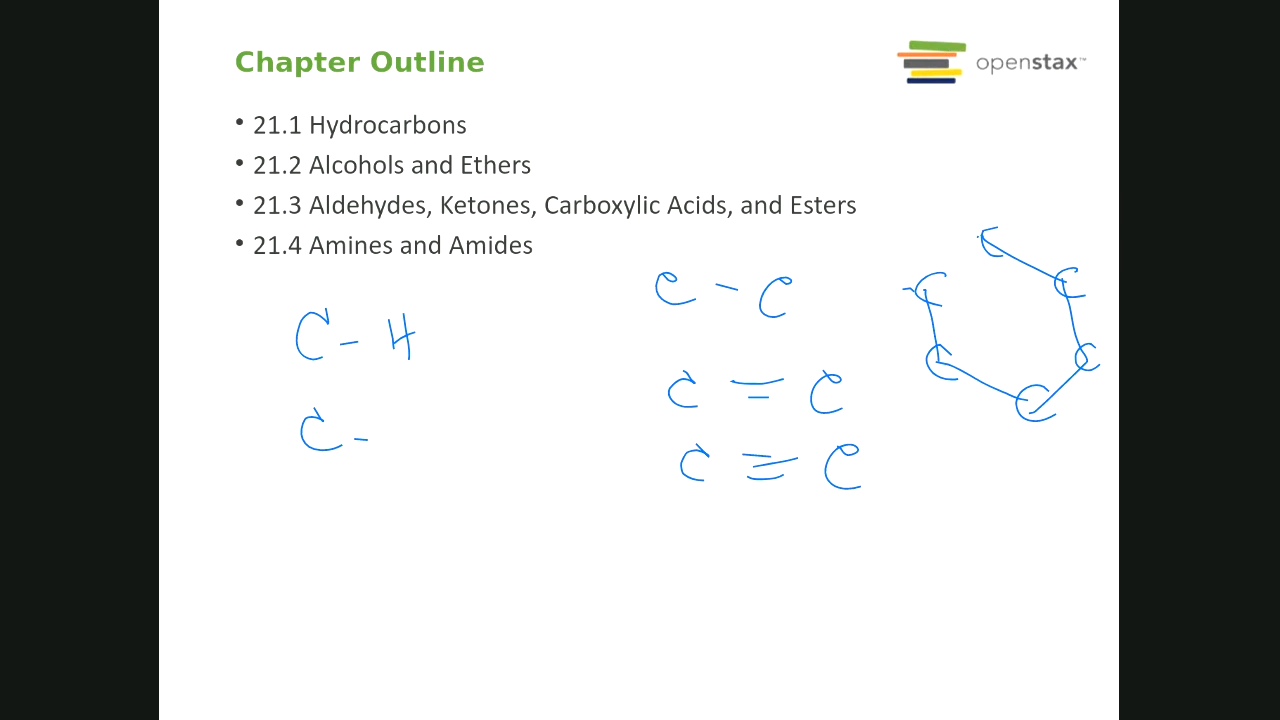 Chapter Outline
openstax™
• 21.1 Hydrocarbons
• 21.2 Alcohols and Ethers
• 21.3 Aldehydes, Ketones, Carboxylic Acids, and Esters
• 21.4 Amines and Amides
C - H
C -
C - C
C = C
C ≡ C
C
C
C
C
C
C